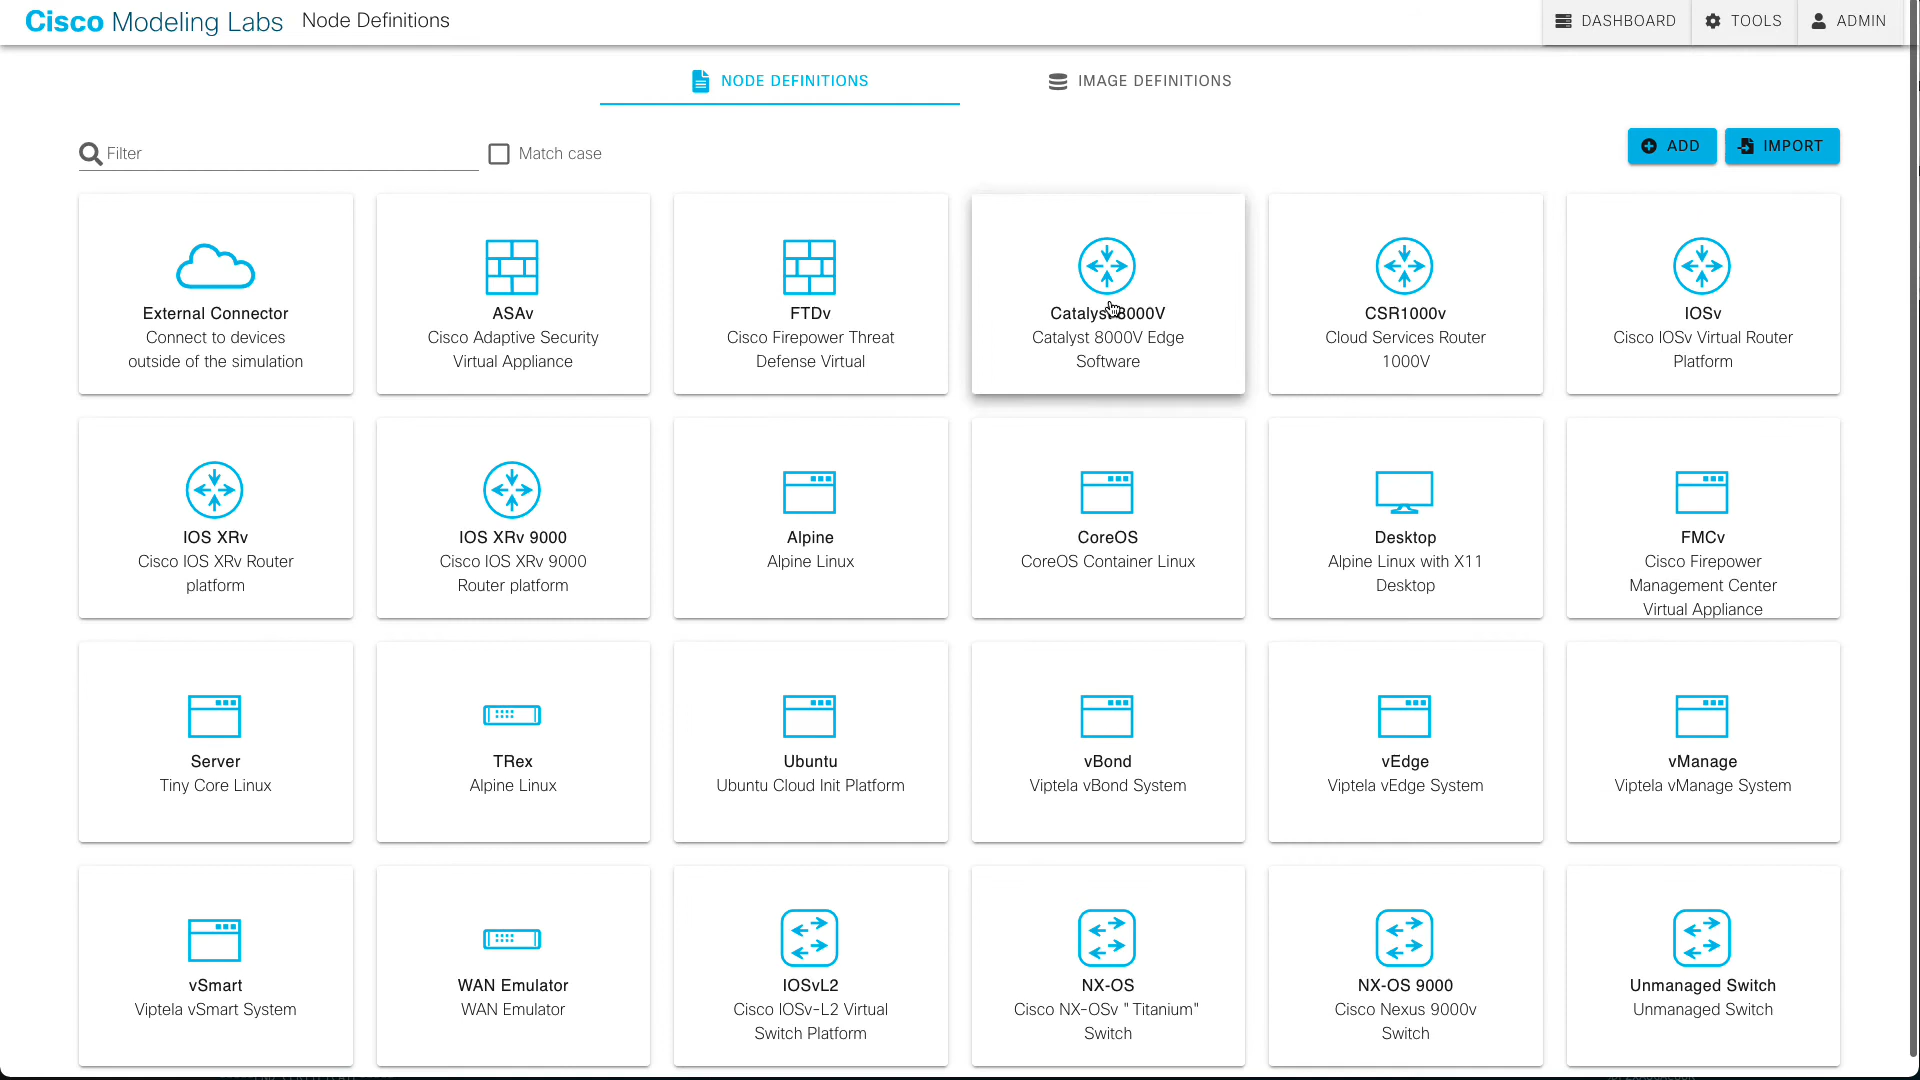 Cisco Modeling Labs Node Definitions
DASHBOARD TOOLS ADMIN
NODE DEFINITIONS IMAGE DEFINITIONS
Filter Match case
ADD IMPORT
External Connector
Connect to devices
outside of the simulation
ASAv
Cisco Adaptive Security
Virtual Appliance
FTDv
Cisco Firepower Threat
Defense Virtual
Catalyst 8000V
Catalyst 8000V Edge
Software
CSR1000v
Cloud Services Router
1000V
IOSv
Cisco IOSv Virtual Router
Platform
IOS XRv
Cisco IOS XRv Router
platform
IOS XRv 9000
Cisco IOS XRv 9000
Router platform
Alpine
Alpine Linux
CoreOS
CoreOS Container Linux
Desktop
Alpine Linux with X11
Desktop
FMCv
Cisco Firepower
Management Center
Virtual Appliance
Server
Tiny Core Linux
TRex
Alpine Linux
Ubuntu
Ubuntu Cloud Init Platform
vBond
Viptela vBond System
vEdge
Viptela vEdge System
vManage
Viptela vManage System
vSmart
Viptela vSmart System
WAN Emulator
WAN Emulator
IOSvL2
Cisco IOSv-L2 Virtual
Switch Platform
NX-OS
Cisco NX-OSv "Titanium"
Switch
NX-OS 9000
Cisco Nexus 9000v
Switch
Unmanaged Switch
Unmanaged Switch